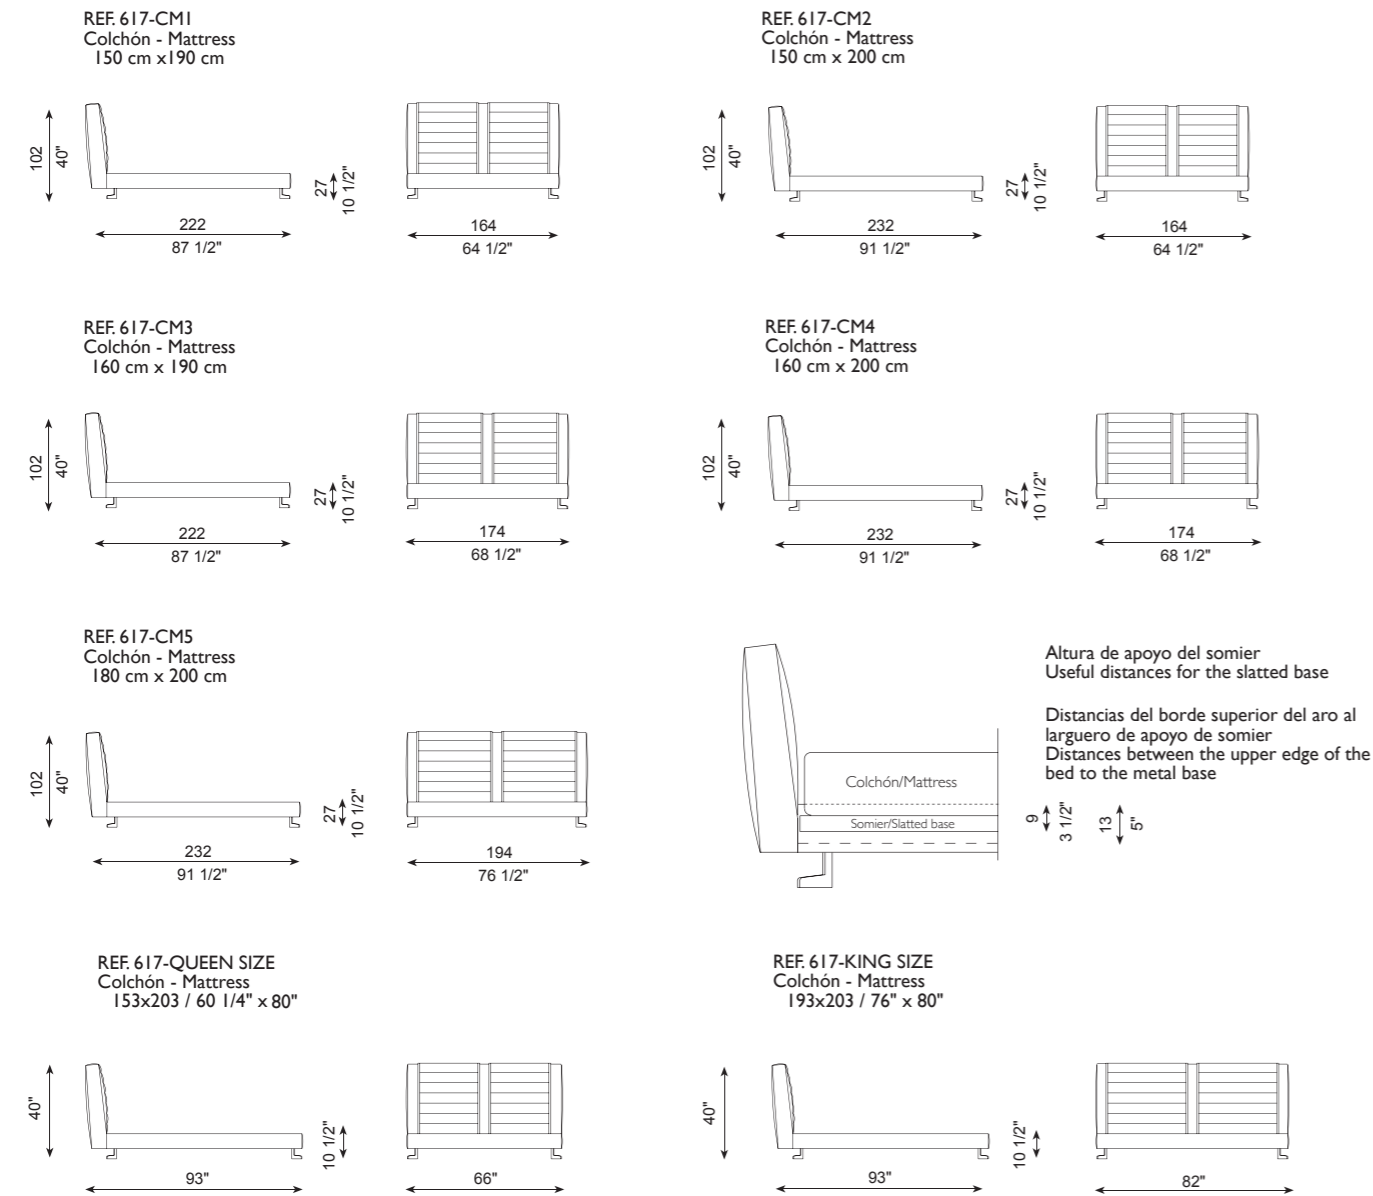 REF. 617-CM1
Colchón - Mattress
150 cm x190 cm
102
40"
27
10 1/2"
222
87 1/2"
164
64 1/2"
REF. 617-CM2
Colchón - Mattress
150 cm x 200 cm
102
40"
27
10 1/2"
232
91 1/2"
164
64 1/2"
REF. 617-CM3
Colchón - Mattress
160 cm x 190 cm
102
40"
27
10 1/2"
222
87 1/2"
174
68 1/2"
REF. 617-CM4
Colchón - Mattress
160 cm x 200 cm
102
40"
27
10 1/2"
232
91 1/2"
174
68 1/2"
REF. 617-CM5
Colchón - Mattress
180 cm x 200 cm
102
40"
27
10 1/2"
232
91 1/2"
194
76 1/2"
Altura de apoyo del somier
Useful distances for the slatted base
Distancias del borde superior del aro al
larguero de apoyo de somier
Distances between the upper edge of the
bed to the metal base
Colchón/Mattress
Somier/Slatted base
9
3 1/2"
13
5"
REF. 617-QUEEN SIZE
Colchón - Mattress
153x203 / 60 1/4" x 80"
40"
10 1/2"
93"
66"
REF. 617-KING SIZE
Colchón - Mattress
193x203 / 76" x 80"
40"
10 1/2"
93"
82"